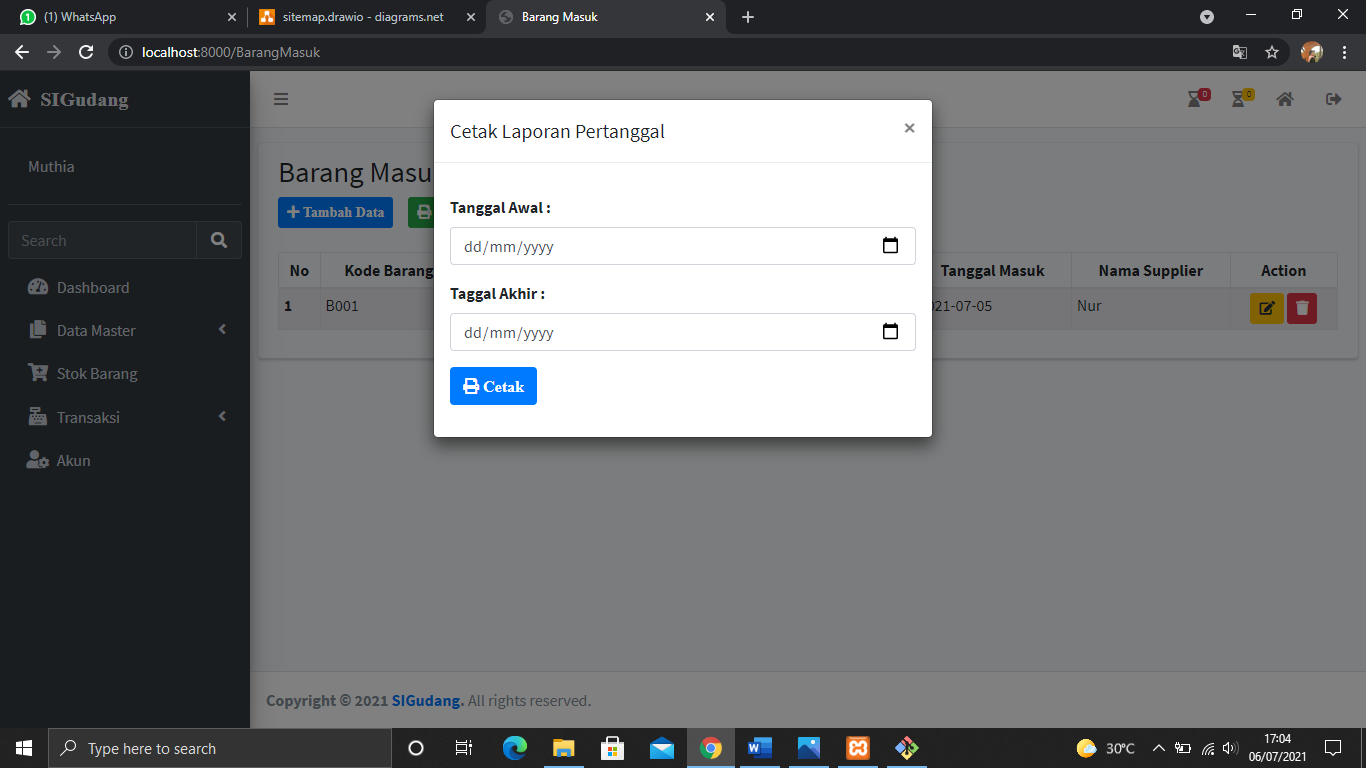 (1) WhatsApp
sitemap.drawio - diagrams.net
Barang Masuk
localhost:8000/BarangMasuk
SIGudang
0
0
Muthia
Search
Dashboard
Data Master
Stok Barang
Transaksi
Akun
Barang Masu
Tambah Data
No
Kode Barang
Tanggal Masuk
Nama Supplier
Action
1
B001
021-07-05
Nur
Cetak Laporan Pertanggal
×
Tanggal Awal :
dd/mm/yyyy
Taggal Akhir :
dd/mm/yyyy
Cetak
Copyright © 2021 SIGudang. All rights reserved.
Type here to search
30°C
17:04
06/07/2021